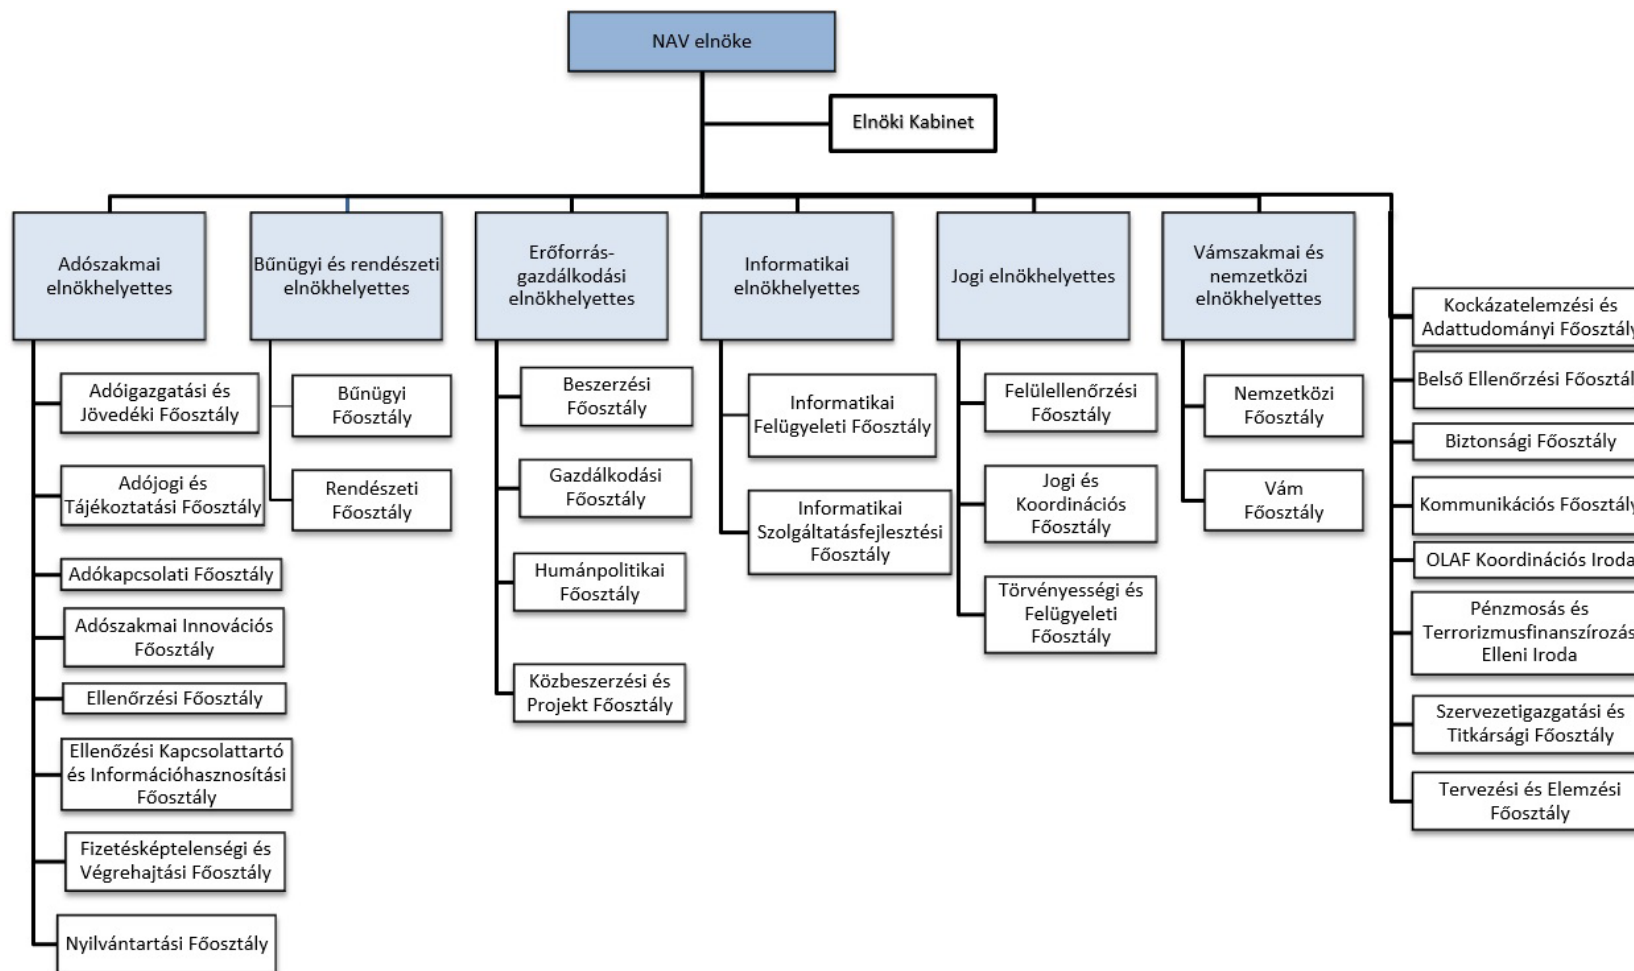 NAV elnöke
Elnöki Kabinet
Adószakmai
elnökhelyettes
Adóigazgatási és
Jövedéki Főosztály
Adójogi és
Tájékoztatási Főosztály
Adókapcsolati Főosztály
Adószakmai Innovációs
Főosztály
Ellenőrzési Főosztály
Ellenőzési Kapcsolattartó
és Információhasznosítási
Főosztály
Fizetésképtelenségi és
Végrehajtási Főosztály
Nyilvántartási Főosztály
Bűnügyi és rendészeti
elnökhelyettes
Bűnügyi
Főosztály
Rendészeti
Főosztály
Erőforrás-
gazdálkodási
elnökhelyettes
Beszerzési
Főosztály
Gazdálkodási
Főosztály
Humánpolitikai
Főosztály
Közbeszerzési és
Projekt Főosztály
Informatikai
elnökhelyettes
Informatikai
Felügyeleti Főosztály
Informatikai
Szolgáltatásfejlesztési
Főosztály
Jogi elnökhelyettes
Felülellenőrzési
Főosztály
Jogi és
Koordinációs
Főosztály
Törvényességi és
Felügyeleti
Főosztály
Vámszakmai és
nemzetközi
elnökhelyettes
Nemzetközi
Főosztály
Vám
Főosztály
Kockázatelemzési és
Adattudományi Főosztály
Belső Ellenőrzési Főosztál
Biztonsági Főosztály
Kommunikációs Főosztály
OLAF Koordinációs Iroda
Pénzmosás és
Terrorizmusfinanszírozás
Elleni Iroda
Szervezetigazgatási és
Titkársági Főosztály
Tervezési és Elemzési
Főosztály